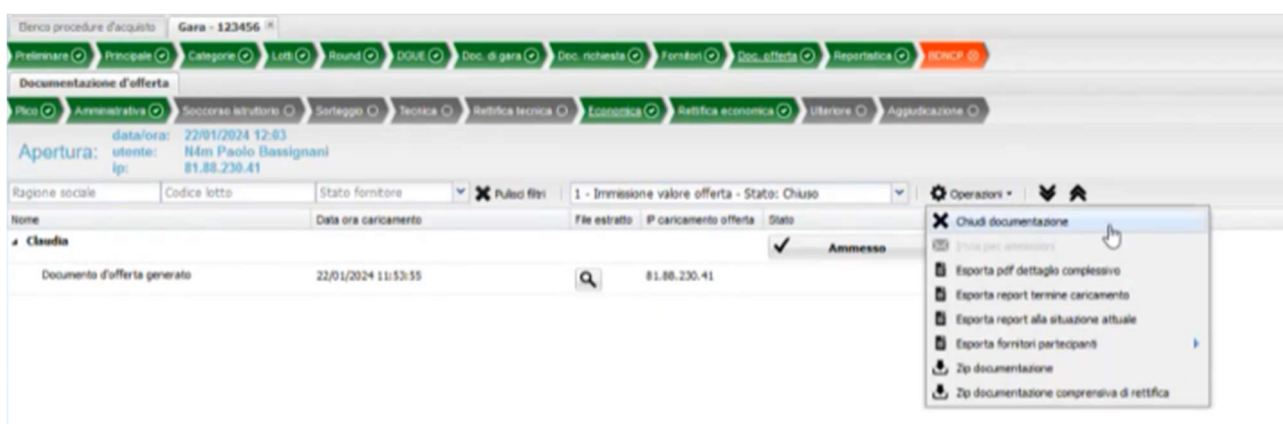 Elenco procedure d'acquisto Gara - 123456
Preliminare Principale Categorie Lotti Round DGUE Doc. di gara Doc. richiesta Fornitori Doc. offerta Reportistica BDNCP
Documentazione d'offerta
Plico Amministrativa Soccorso istruttorio Sorteggio Tecnica Rettifica tecnica Economica Rettifica economica Ulteriore Aggiudicazione
Apertura:
data/ora: 22/01/2024 12:03
utente: N4m Paolo Bassignani
ip: 81.88.230.41
Ragione sociale Codice lotto Stato fornitore Pulisci filtri 1 - Immissione valore offerta - Stato: Chiuso Operazioni
Nome Data ora caricamento File estratto IP caricamento offerta Stato
Claudia Ammesso
Documento d'offerta generato 22/01/2024 11:53:55 81.88.230.41
Chiudi documentazione
Invia pec ammissioni
Esporta pdf dettaglio complessivo
Esporta report termine caricamento
Esporta report alla situazione attuale
Esporta fornitori partecipanti
Zip documentazione
Zip documentazione comprensiva di rettifica